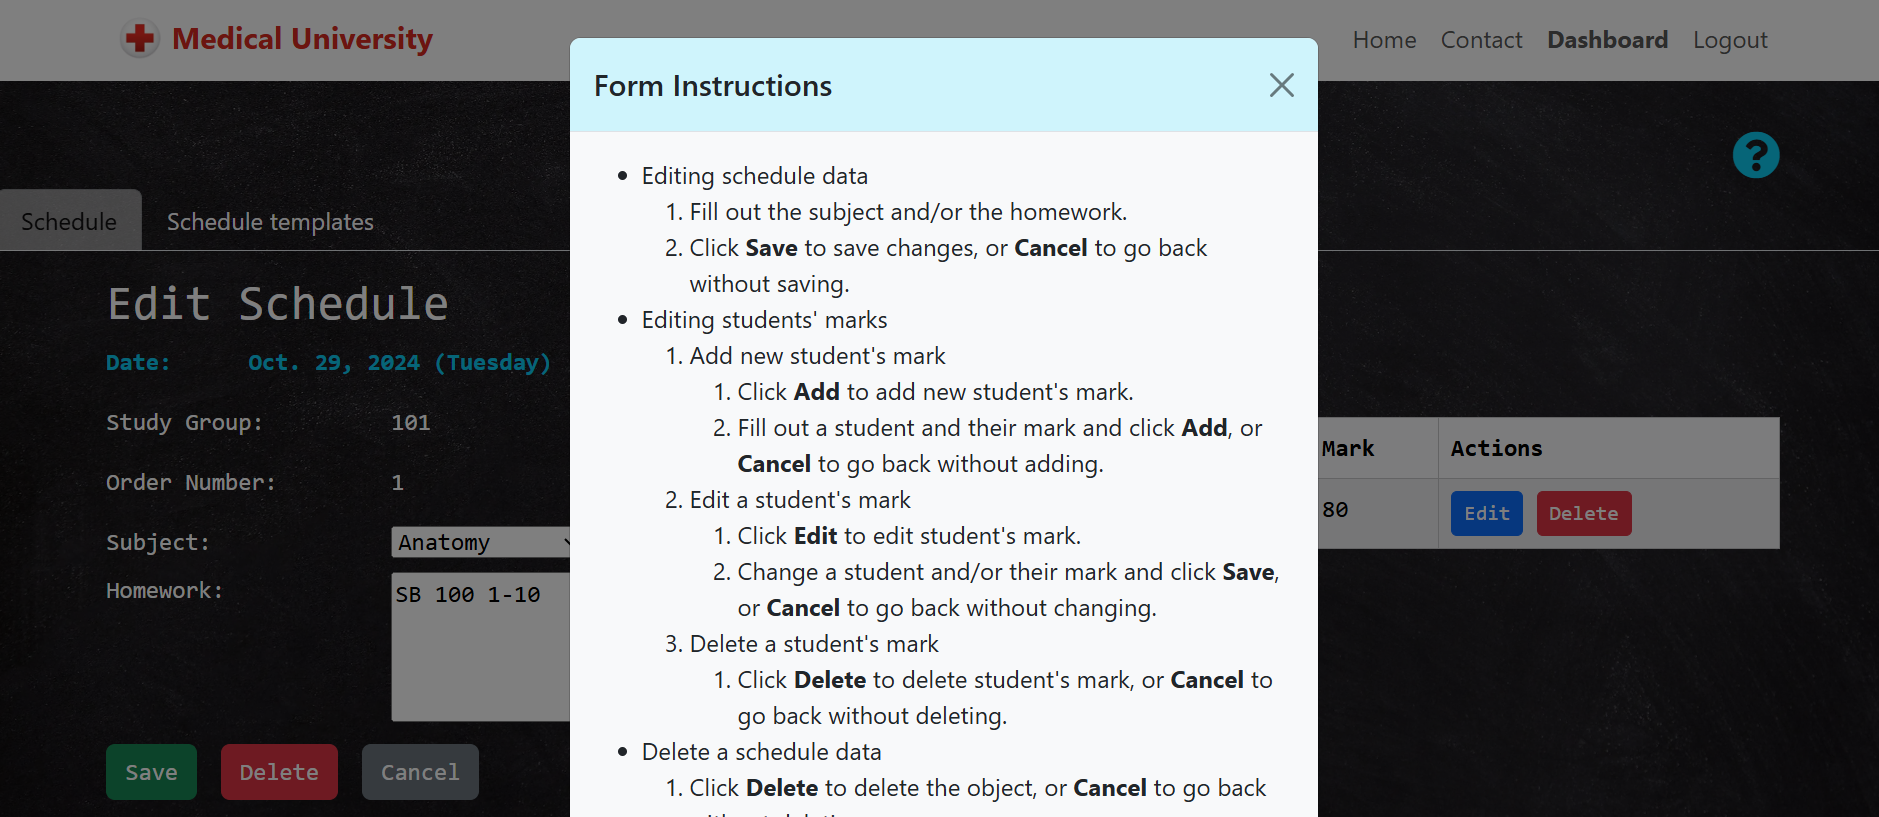 Medical University
Home Contact Dashboard Logout
Form Instructions
Schedule Schedule templates
Edit Schedule
Date: Oct. 29, 2024 (Tuesday)
Study Group: 101
Order Number: 1
Subject: Anatomy
Homework: SB 100 1-10
Save Delete Cancel
Editing schedule data
1. Fill out the subject and/or the homework.
2. Click Save to save changes, or Cancel to go back
without saving.
Editing students' marks
1. Add new student's mark
1. Click Add to add new student's mark.
2. Fill out a student and their mark and click Add, or
Cancel to go back without adding.
2. Edit a student's mark
1. Click Edit to edit student's mark.
2. Change a student and/or their mark and click Save,
or Cancel to go back without changing.
3. Delete a student's mark
1. Click Delete to delete student's mark, or Cancel to
go back without deleting.
Delete a schedule data
1. Click Delete to delete the object, or Cancel to go back
?
Mark Actions
80 Edit Delete